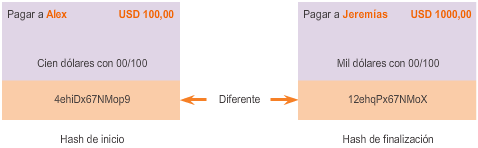 Pagar a Alex USD 100,00
Cien dólares con 00/100
4ehiDx67NMop9
Hash de inicio
Diferente
Pagar a Jeremías USD 1000,00
Mil dólares con 00/100
12ehqPx67NMoX
Hash de finalización